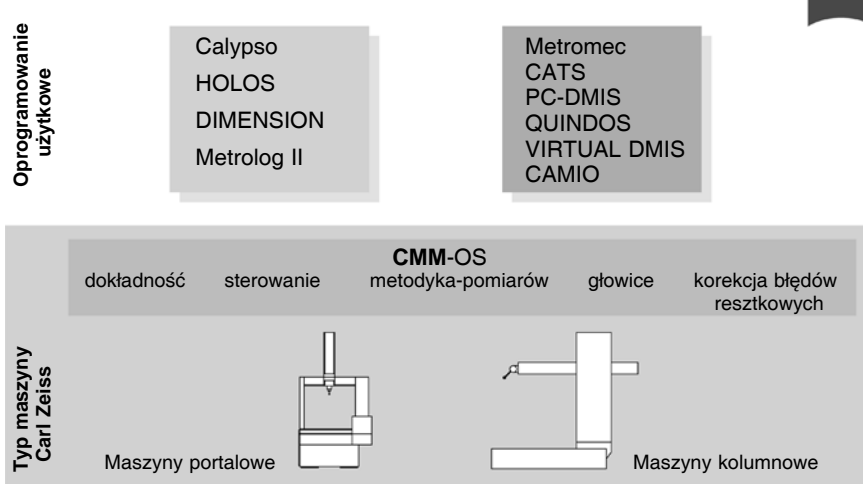 Oprogramowanie
użytkowe
Calypso
HOLOS
DIMENSION
Metrolog II
Metromec
CATS
PC-DMIS
QUINDOS
VIRTUAL DMIS
CAMIO
Typ maszyny
Carl Zeiss
CMM-OS
dokładność sterowanie metodyka-pomiarów głowice korekcja błędów
resztkowych
Maszyny portalowe
Maszyny kolumnowe